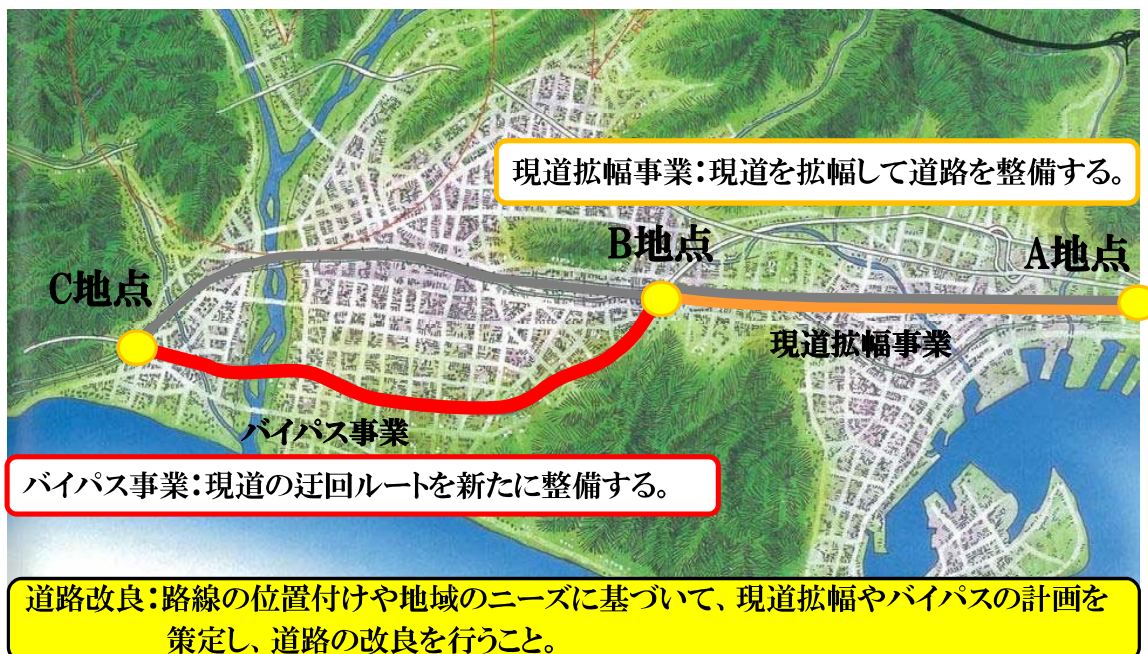 現道拡幅事業：現道を拡幅して道路を整備する。
B地点
A地点
C地点
現道拡幅事業
バイパス事業
バイパス事業：現道の迂回ルートを新たに整備する。
道路改良：路線の位置付けや地域のニーズに基づいて、現道拡幅やバイパスの計画を
策定し、道路の改良を行うこと。